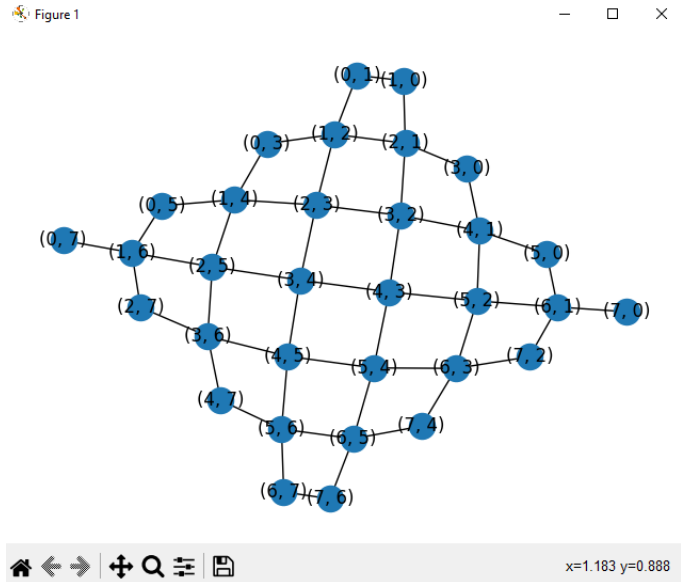 Figure 1
(0, 1) (1, 0)
(0, 3) (1, 2) (2, 1)
(3, 0)
(0, 5) (1, 4) (2, 3) (3, 2)
(4, 1)
(0, 7) (1, 6) (2, 5) (3, 4) (4, 3) (5, 2) (5, 0)
(2, 7) (6, 1) (7, 0)
(3, 6) (4, 5) (5, 4) (6, 3) (7, 2)
(4, 7) (5, 6) (6, 5) (7, 4)
(6, 7) (7, 6)
x=1.183 y=0.888